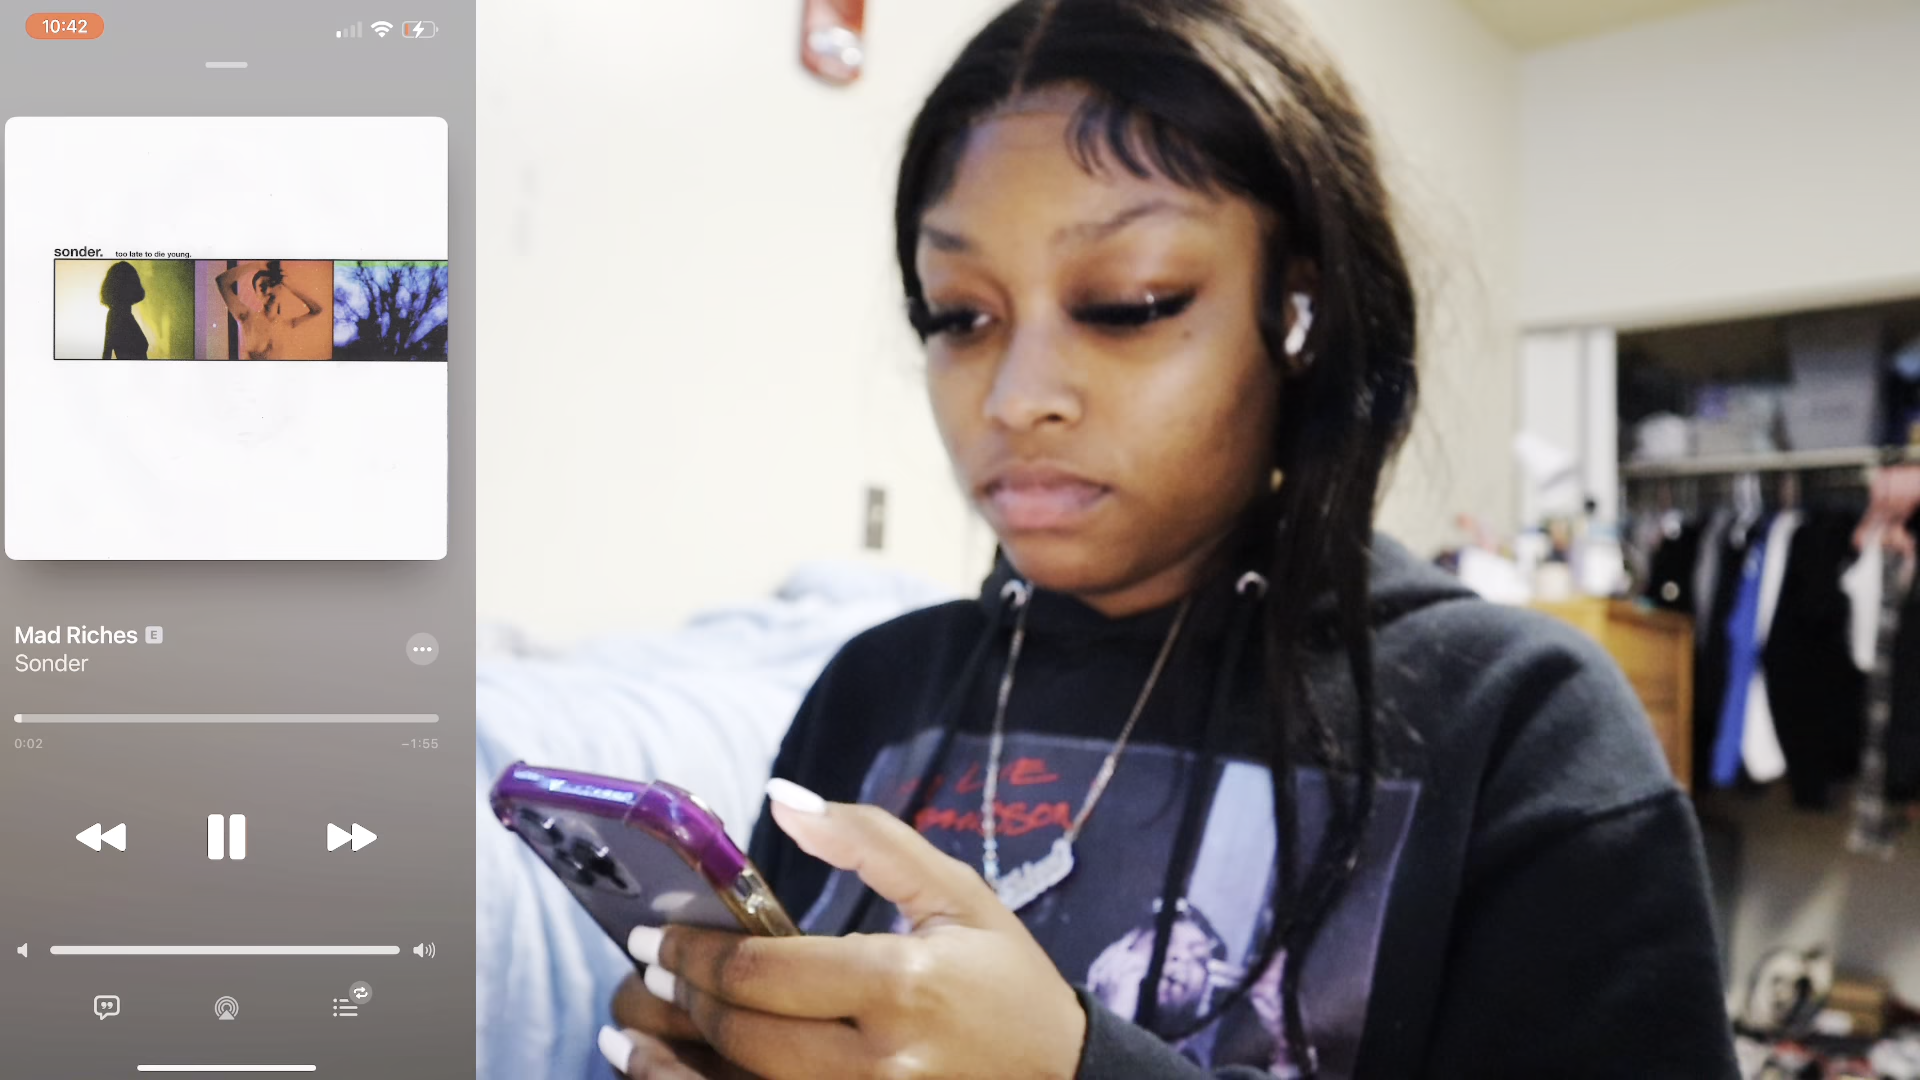 10:42
sonder. too late to die young.
Mad Riches E
Sonder
0:02 -1:55